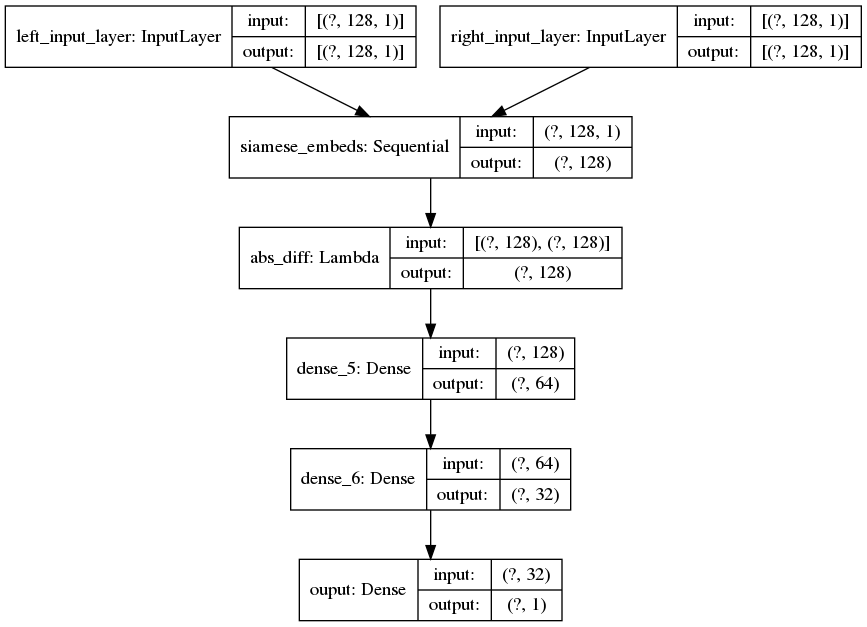 left_input_layer: InputLayer
input:
[(?, 128, 1)]
output:
[(?, 128, 1)]
right_input_layer: InputLayer
input:
[(?, 128, 1)]
output:
[(?, 128, 1)]
siamese_embeds: Sequential
input:
(?, 128, 1)
output:
(?, 128)
abs_diff: Lambda
input:
[(?, 128), (?, 128)]
output:
(?, 128)
dense_5: Dense
input:
(?, 128)
output:
(?, 64)
dense_6: Dense
input:
(?, 64)
output:
(?, 32)
ouput: Dense
input:
(?, 32)
output:
(?, 1)